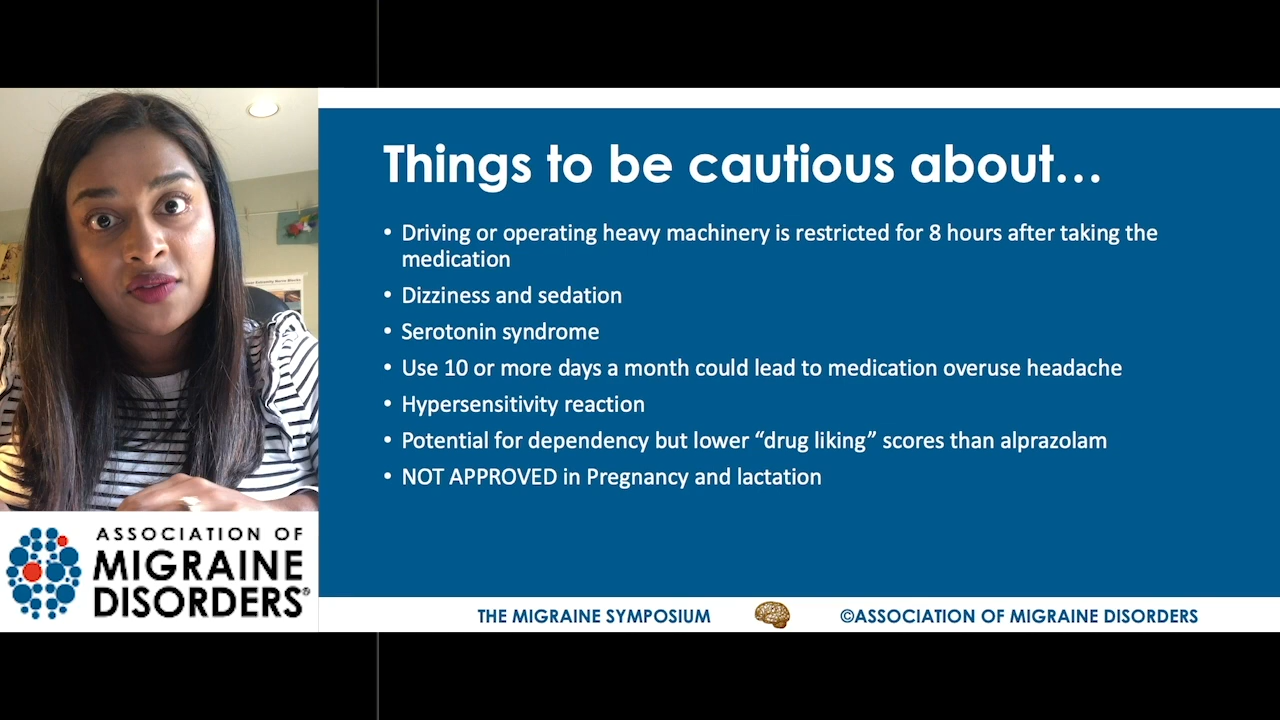 Things to be cautious about...
• Driving or operating heavy machinery is restricted for 8 hours after taking the
medication
• Dizziness and sedation
• Serotonin syndrome
• Use 10 or more days a month could lead to medication overuse headache
• Hypersensitivity reaction
• Potential for dependency but lower “drug liking” scores than alprazolam
• NOT APPROVED in Pregnancy and lactation
ASSOCIATION OF
MIGRAINE
DISORDERS®
THE MIGRAINE SYMPOSIUM
©ASSOCIATION OF MIGRAINE DISORDERS